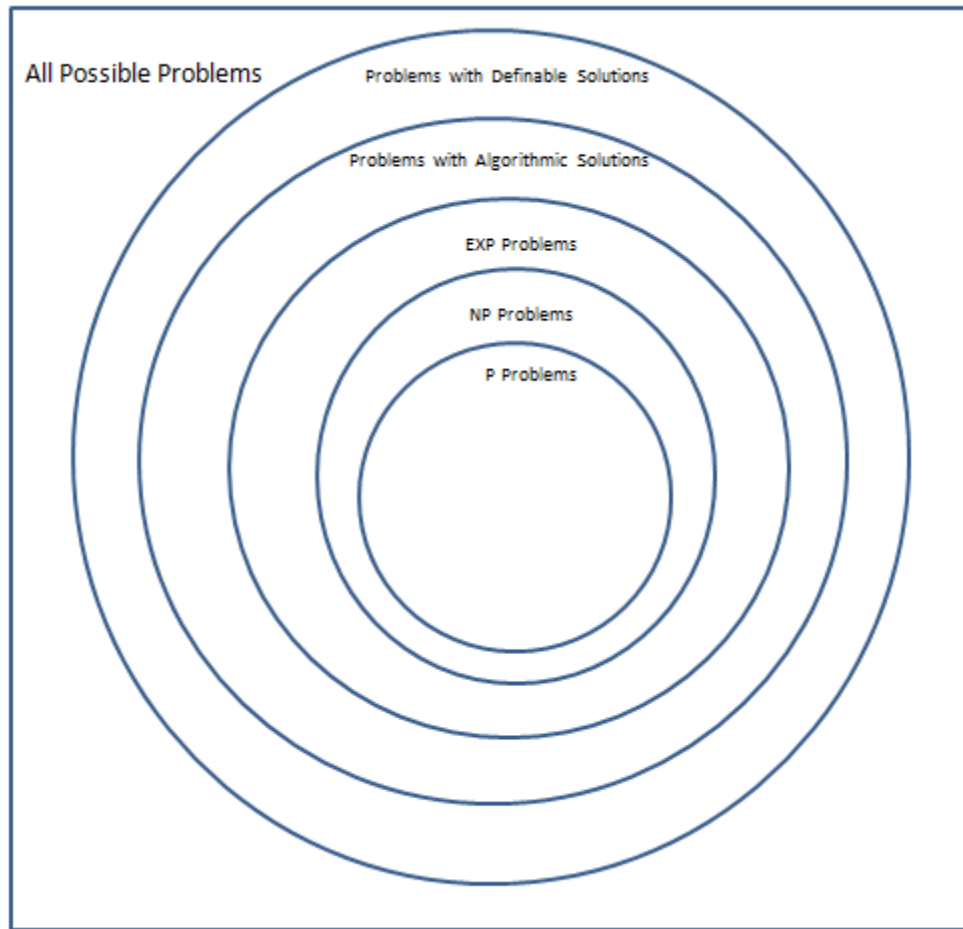 All Possible Problems
Problems with Definable Solutions
Problems with Algorithmic Solutions
EXP Problems
NP Problems
P Problems